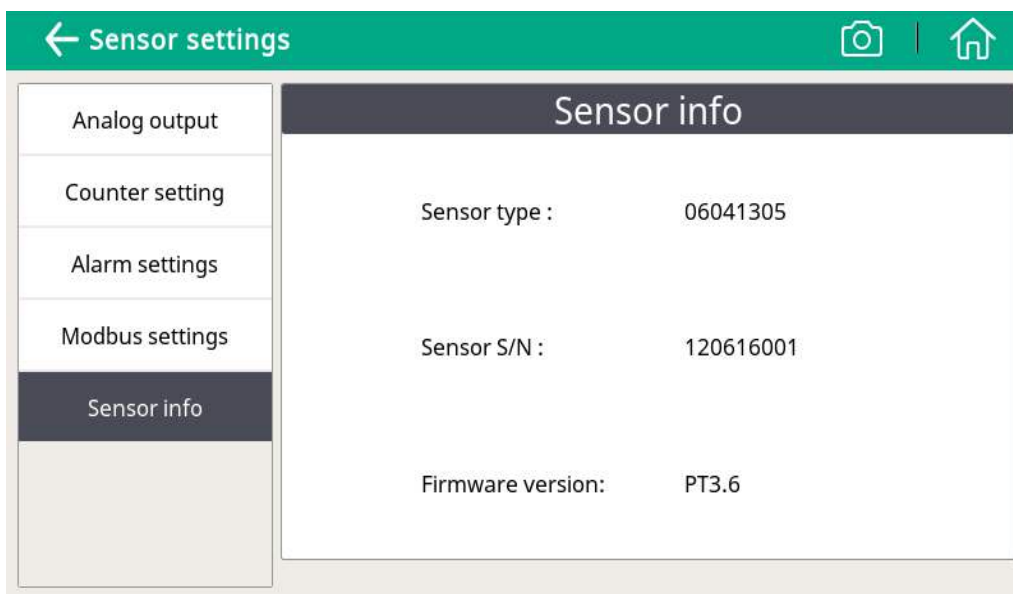 Sensor settings
Analog output
Counter setting
Alarm settings
Modbus settings
Sensor info
Sensor info
Sensor type : 06041305
Sensor S/N : 120616001
Firmware version: PT3.6